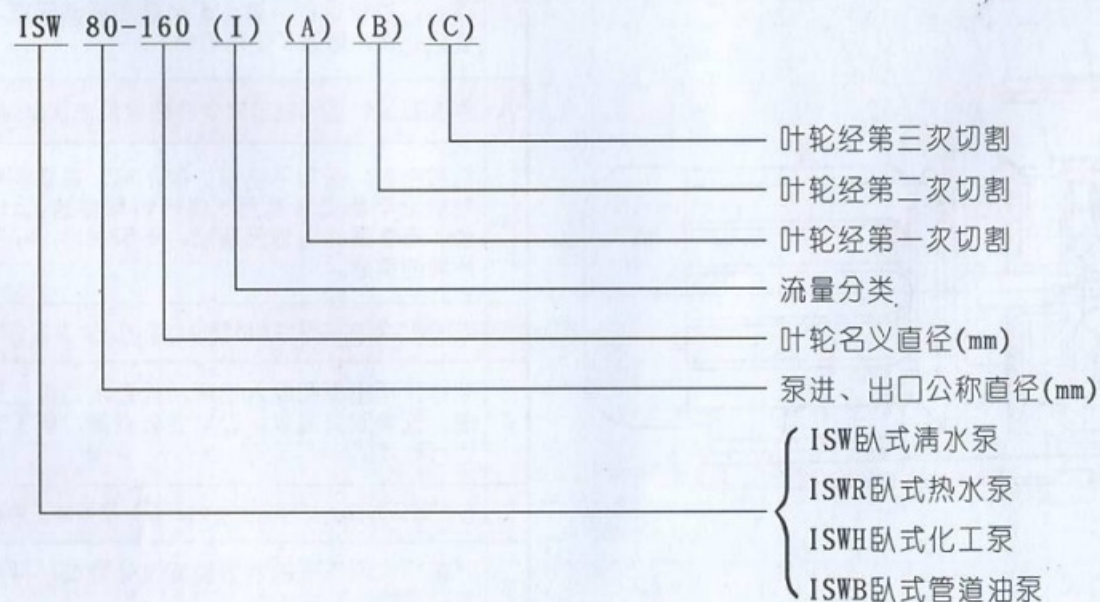 ISW 80-160 (I) (A) (B) (C)
叶轮经第三次切割
叶轮经第二次切割
叶轮经第一次切割
流量分类
叶轮名义直径(mm)
泵进、出口公称直径(mm)
ISW卧式清水泵
ISWR卧式热水泵
ISWH卧式化工泵
ISWB卧式管道油泵